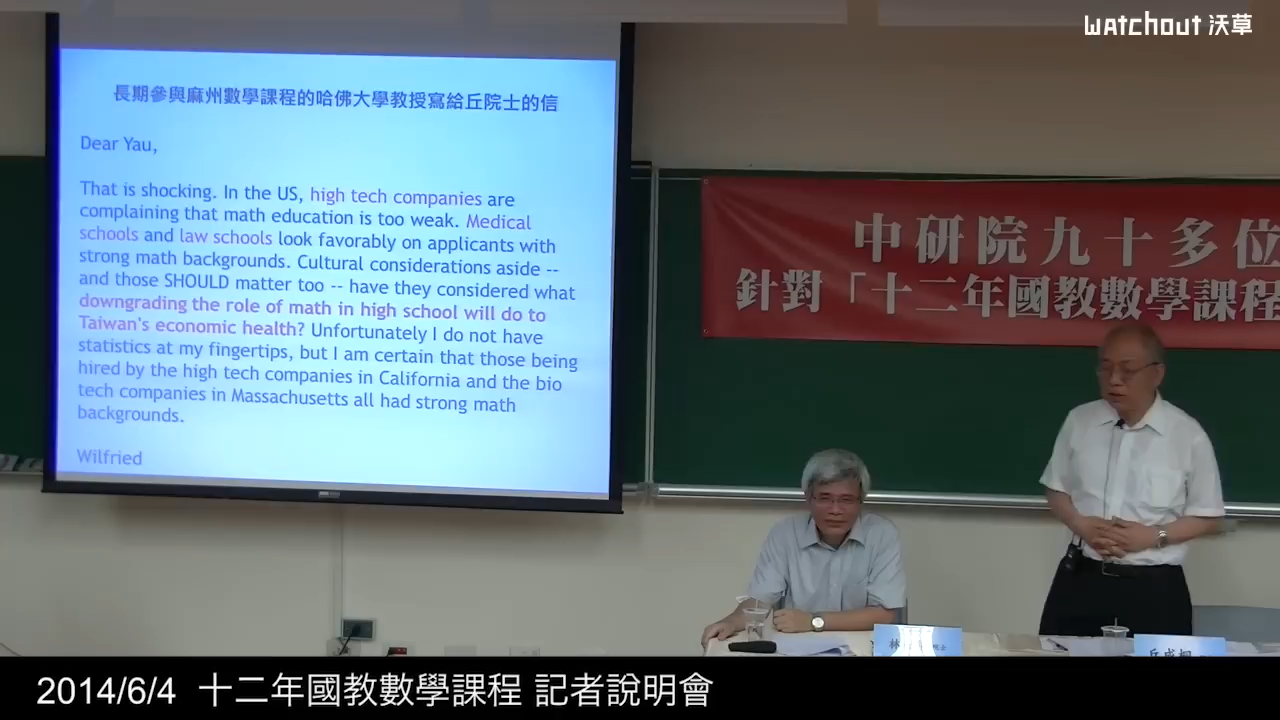 watchout 沃草
長期參與麻州數學課程的哈佛大學教授寫給丘院士的信
Dear Yau,
That is shocking. In the US, high tech companies are
complaining that math education is too weak. Medical
schools and law schools look favorably on applicants with
strong math backgrounds. Cultural considerations aside --
and those SHOULD matter too -- have they considered what
downgrading the role of math in high school will do to
Taiwan's economic health? Unfortunately I do not have
statistics at my fingertips, but I am certain that those being
hired by the high tech companies in California and the bio
tech companies in Massachusetts all had strong math
backgrounds.
Wilfried
中研院九十多位
針對「十二年國教數學課程
林
丘成桐
2014/6/4 十二年國教數學課程 記者說明會